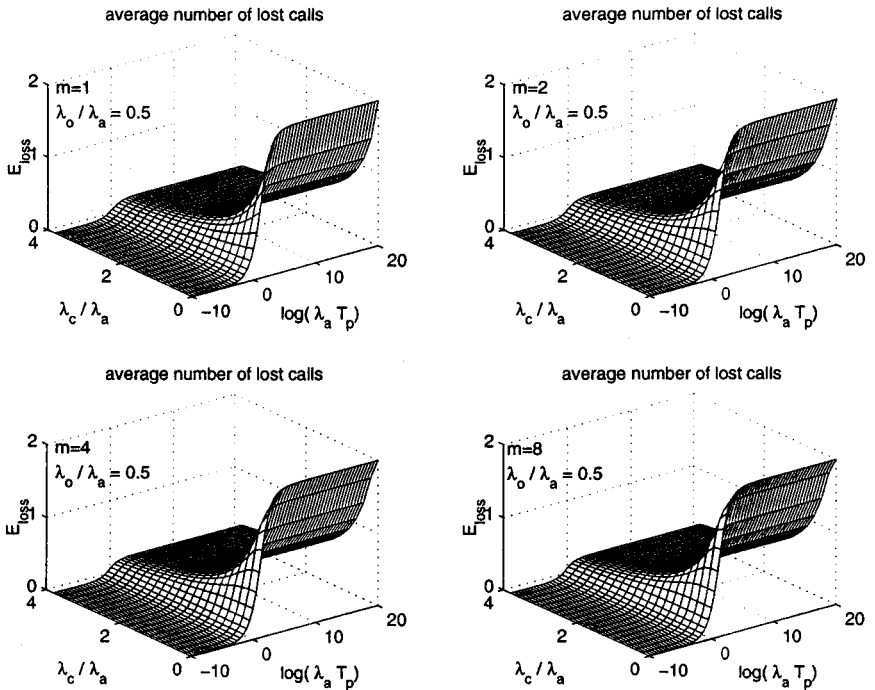 average number of lost calls
2
m=1
λo / λa = 0.5
1
Eloss
0
4
2
0
λc / λa
−10
0
10
20
log( λa Tp)
average number of lost calls
2
m=2
λo / λa = 0.5
1
Eloss
0
4
2
0
λc / λa
−10
0
10
20
log( λa Tp)
average number of lost calls
2
m=4
λo / λa = 0.5
1
Eloss
0
4
2
0
λc / λa
−10
0
10
20
log( λa Tp)
average number of lost calls
2
m=8
λo / λa = 0.5
1
Eloss
0
4
2
0
λc / λa
−10
0
10
20
log( λa Tp)